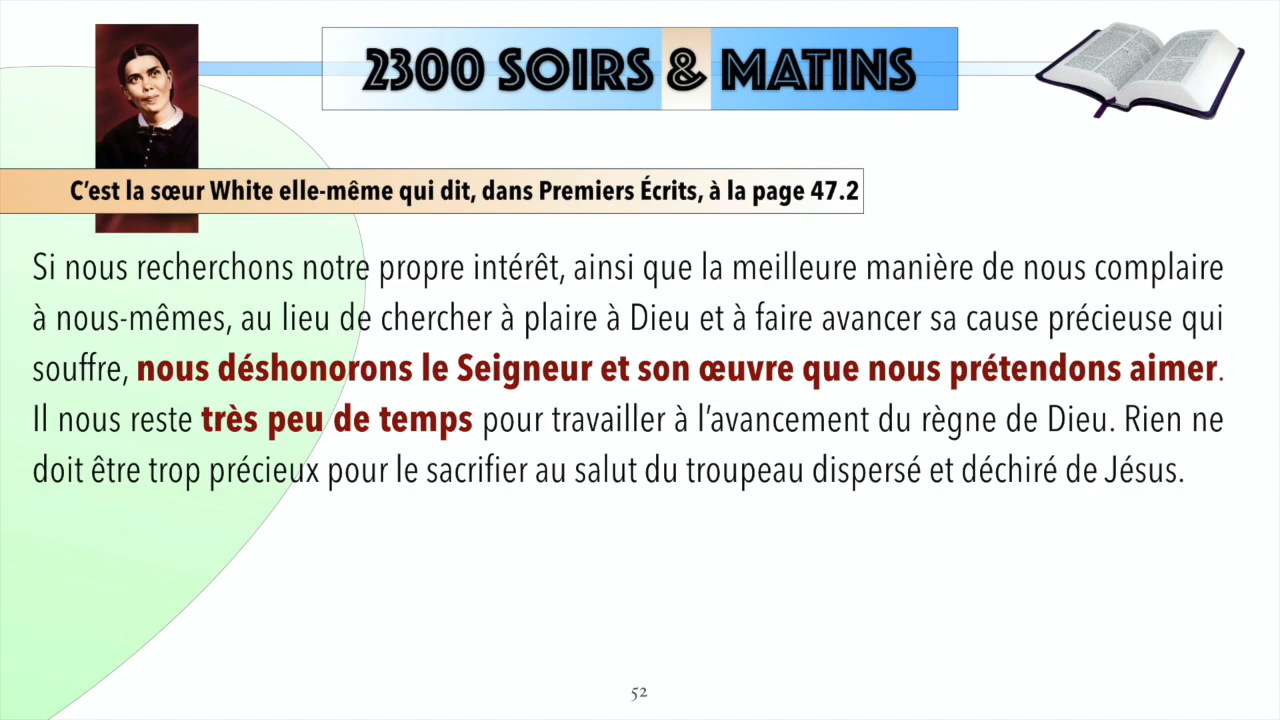 2300 SOIRS & MATINS
C’est la sœur White elle-même qui dit, dans Premiers Écrits, à la page 47.2
Si nous recherchons notre propre intérêt, ainsi que la meilleure manière de nous complaire
à nous-mêmes, au lieu de chercher à plaire à Dieu et à faire avancer sa cause précieuse qui
souffre, nous déshonorons le Seigneur et son œuvre que nous prétendons aimer.
Il nous reste très peu de temps pour travailler à l’avancement du règne de Dieu. Rien ne
doit être trop précieux pour le sacrifier au salut du troupeau dispersé et déchiré de Jésus.
52